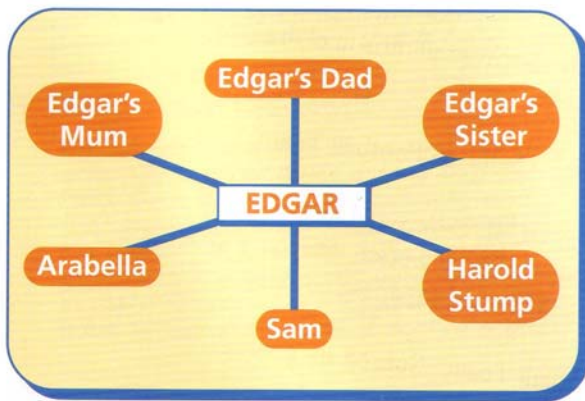 Edgar's Dad
Edgar's
Mum
Edgar's
Sister
EDGAR
Arabella
Harold
Stump
Sam